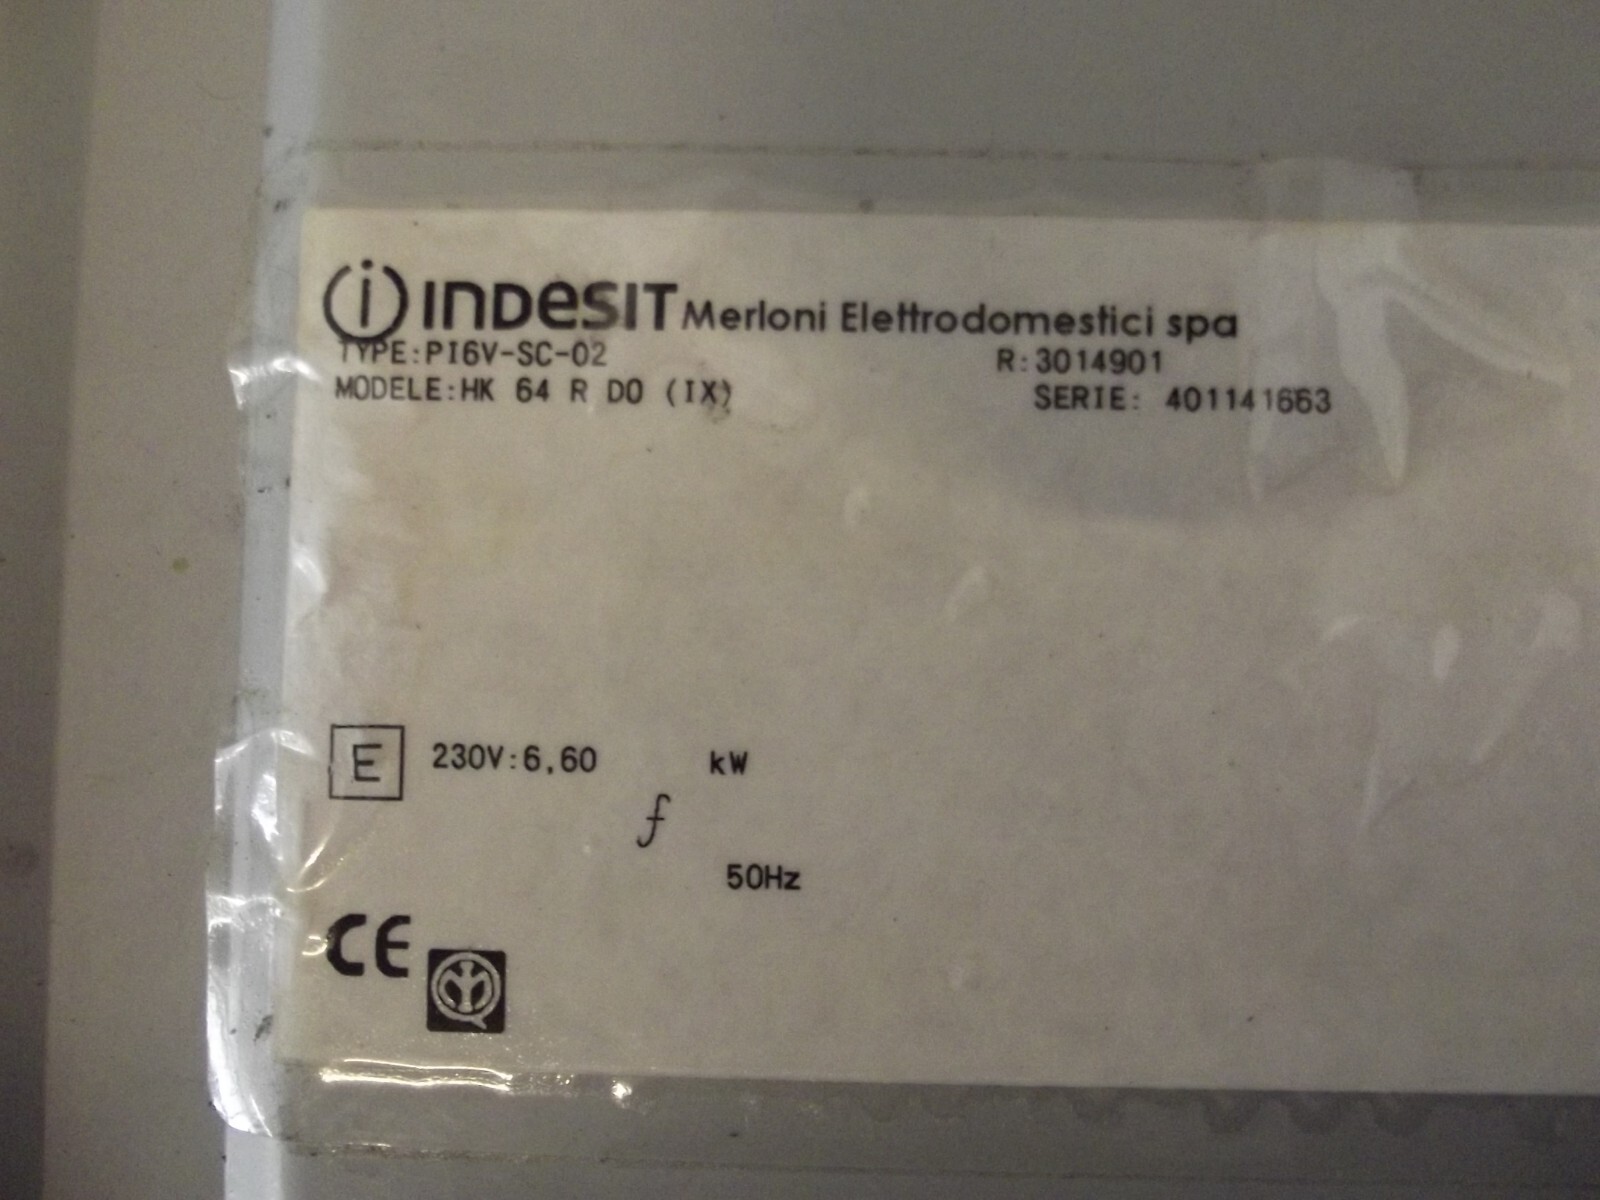 i INDESIT Merloni Elettrodomestici spa
TYPE:PI6V-SC-02 R:3014901
MODELE:HK 64 R DO (IX) SERIE: 401141663
E 230V:6,60 kW
f
50Hz
CE